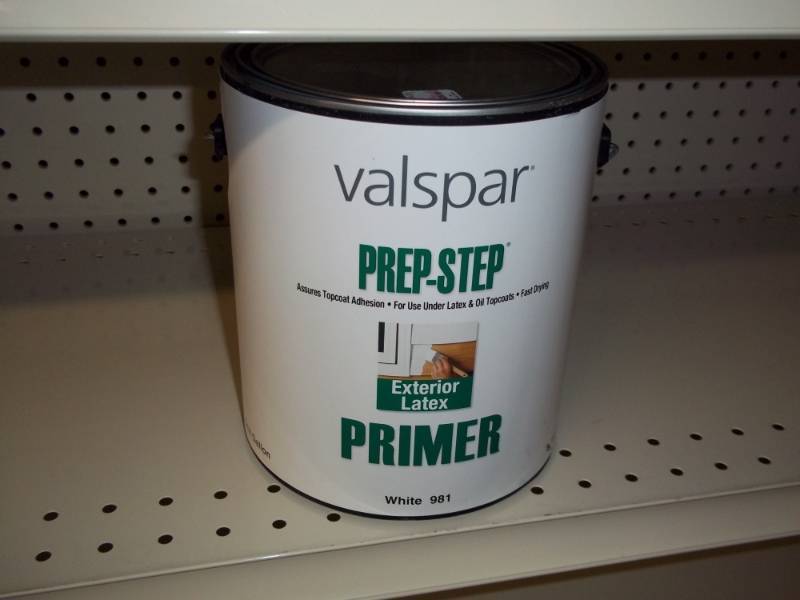 valspar®
PREP-STEP®
Assures Topcoat Adhesion • For Use Under Latex & Oil Topcoats • Fast Drying
Exterior
Latex
PRIMER
White 981